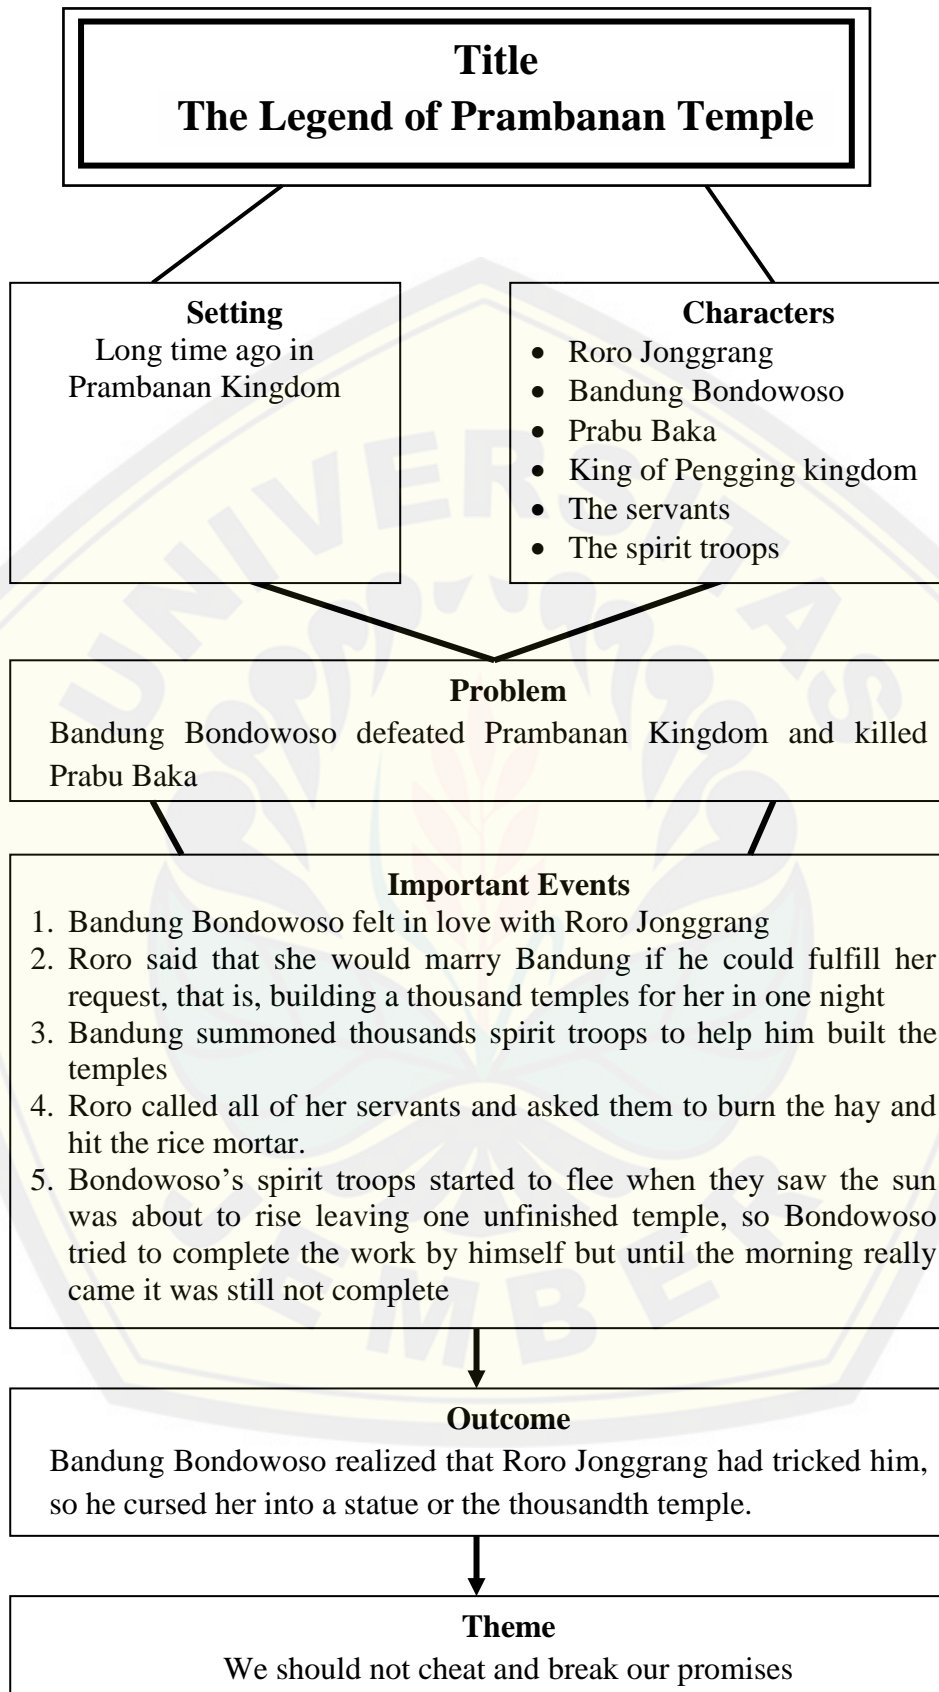 Title
The Legend of Prambanan Temple
Setting
Long time ago in
Prambanan Kingdom
Characters
• Roro Jonggrang
• Bandung Bondowoso
• Prabu Baka
• King of Pengging kingdom
• The servants
• The spirit troops
Problem
Bandung Bondowoso defeated Prambanan Kingdom and killed
Prabu Baka
Important Events
1. Bandung Bondowoso felt in love with Roro Jonggrang
2. Roro said that she would marry Bandung if he could fulfill her
request, that is, building a thousand temples for her in one night
3. Bandung summoned thousands spirit troops to help him built the
temples
4. Roro called all of her servants and asked them to burn the hay and
hit the rice mortar.
5. Bondowoso’s spirit troops started to flee when they saw the sun
was about to rise leaving one unfinished temple, so Bondowoso
tried to complete the work by himself but until the morning really
came it was still not complete
Outcome
Bandung Bondowoso realized that Roro Jonggrang had tricked him,
so he cursed her into a statue or the thousandth temple.
Theme
We should not cheat and break our promises
UNIVERSITAS
JEMBER